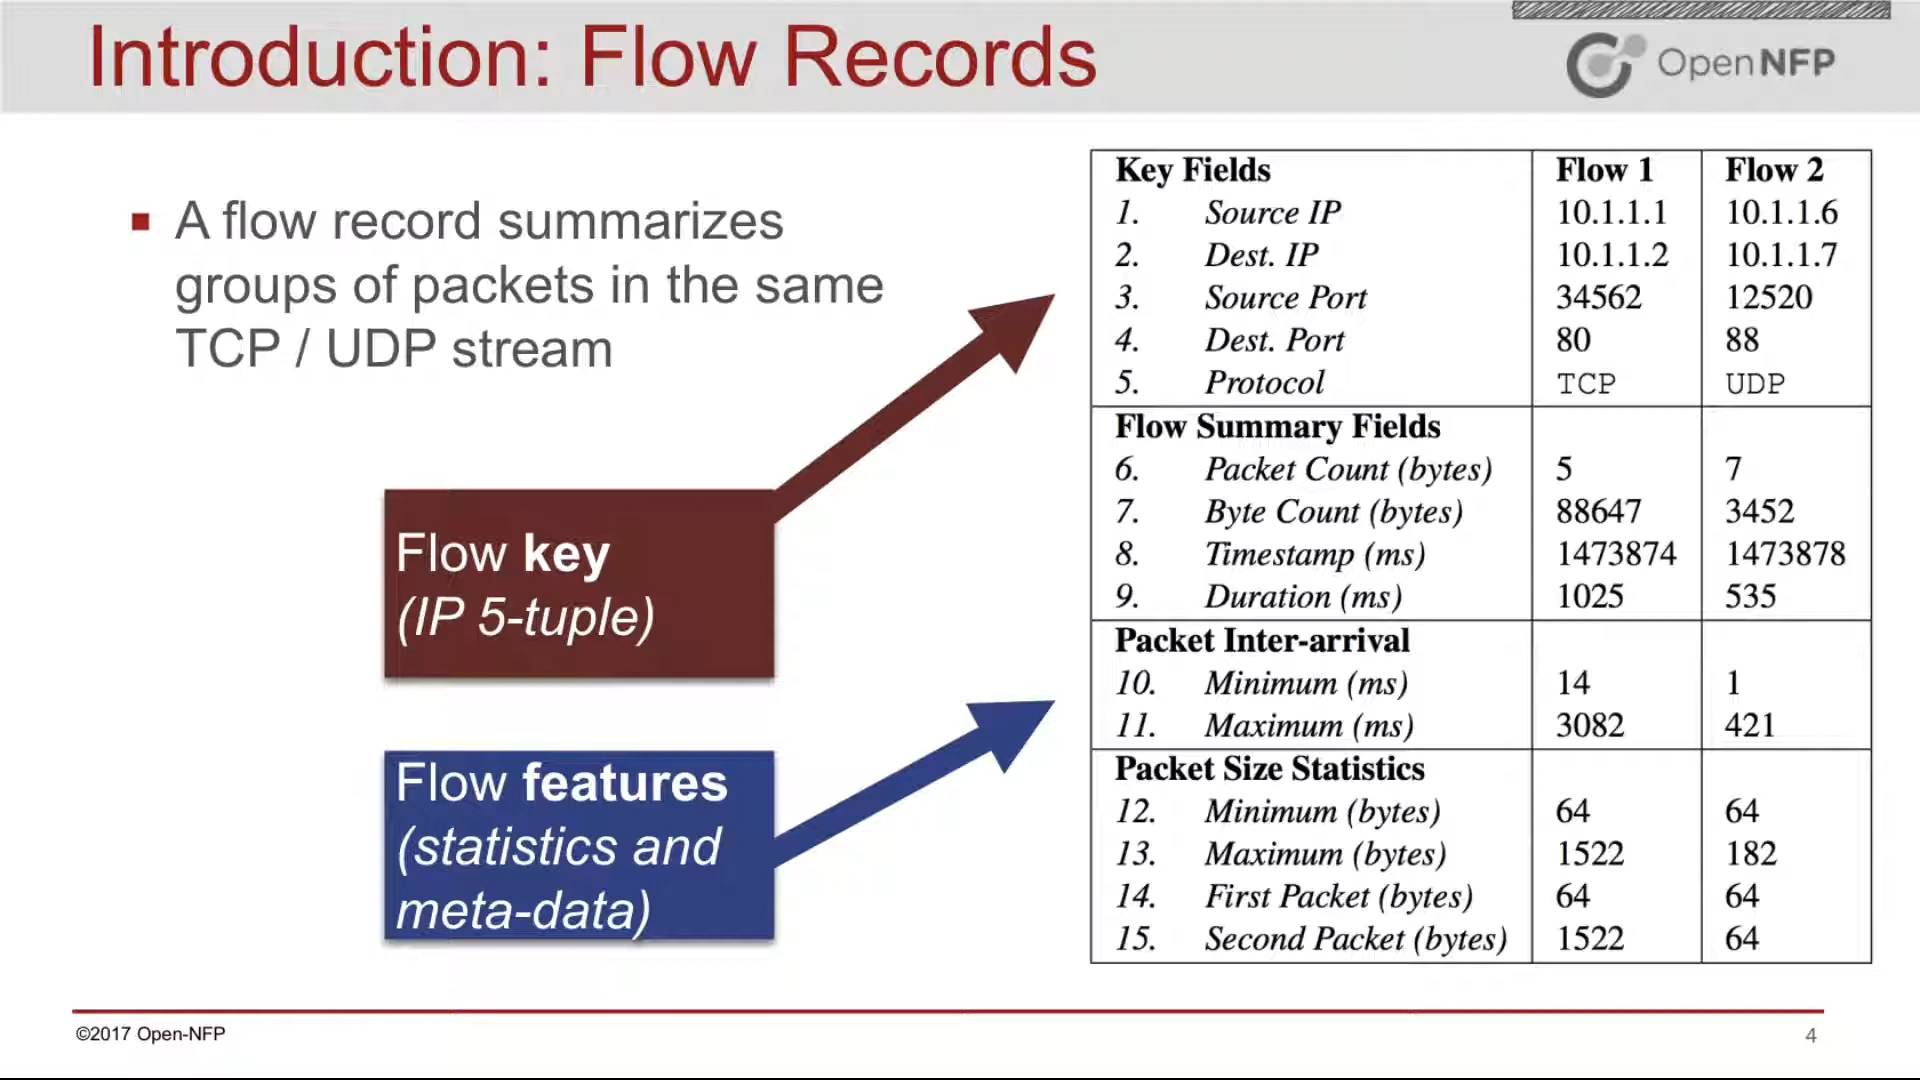 Introduction: Flow Records
Open NFP
A flow record summarizes
groups of packets in the same
TCP / UDP stream
Flow key
(IP 5-tuple)
Flow features
(statistics and
meta-data)
Key Fields Flow 1 Flow 2
1. Source IP 10.1.1.1 10.1.1.6
2. Dest. IP 10.1.1.2 10.1.1.7
3. Source Port 34562 12520
4. Dest. Port 80 88
5. Protocol TCP UDP
Flow Summary Fields
6. Packet Count (bytes) 5 7
7. Byte Count (bytes) 88647 3452
8. Timestamp (ms) 1473874 1473878
9. Duration (ms) 1025 535
Packet Inter-arrival
10. Minimum (ms) 14 1
11. Maximum (ms) 3082 421
Packet Size Statistics
12. Minimum (bytes) 64 64
13. Maximum (bytes) 1522 182
14. First Packet (bytes) 64 64
15. Second Packet (bytes) 1522 64
©2017 Open-NFP
4